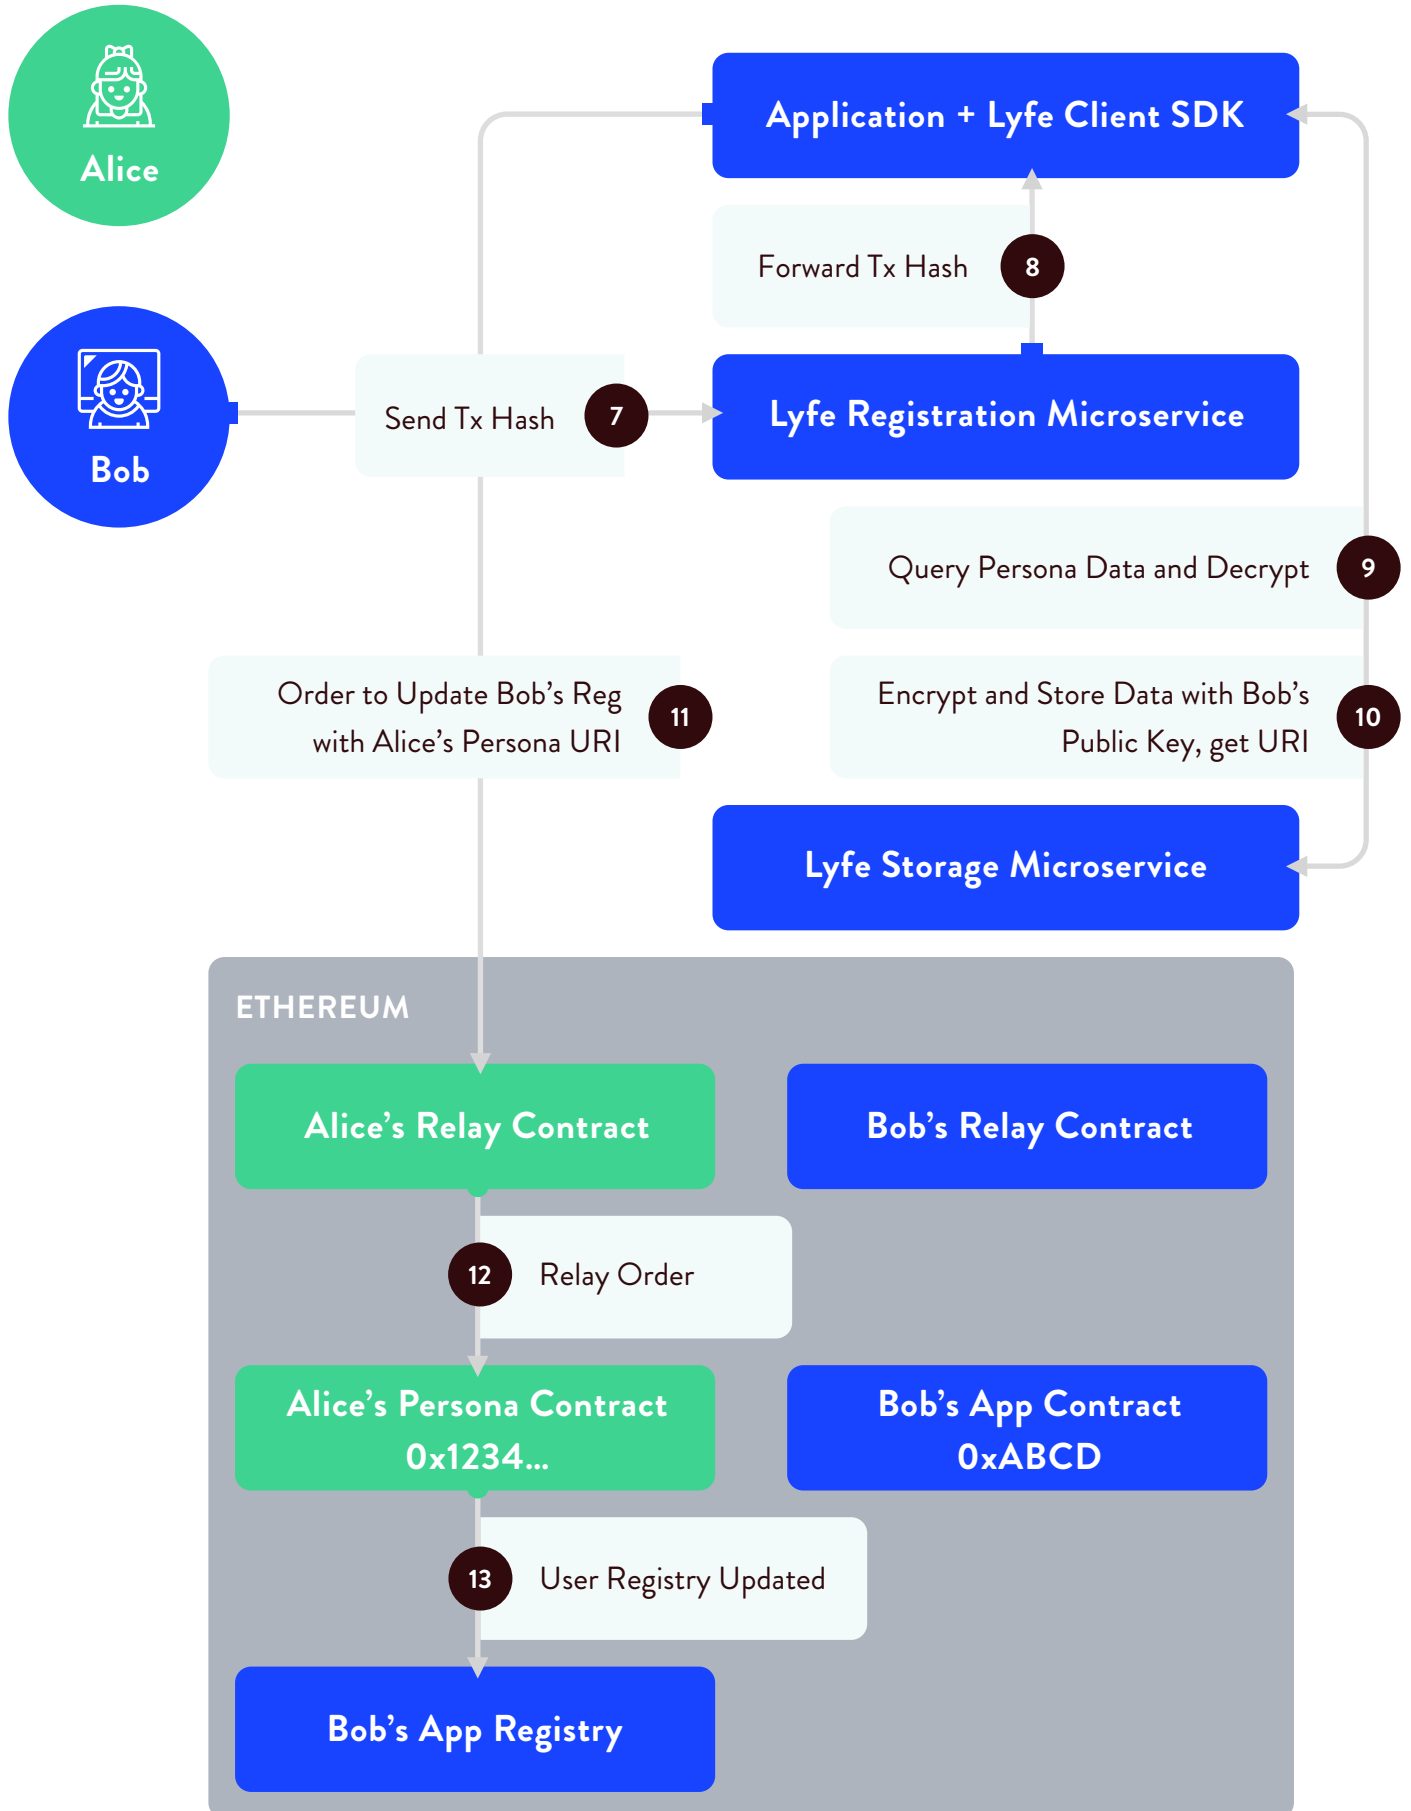 Alice
Application + Lyfe Client SDK
Forward Tx Hash
8
Bob
Send Tx Hash
7
Lyfe Registration Microservice
Query Persona Data and Decrypt
9
Order to Update Bob’s Reg
with Alice’s Persona URI
11
Encrypt and Store Data with Bob’s
Public Key, get URI
10
Lyfe Storage Microservice
ETHEREUM
Alice’s Relay Contract
Bob’s Relay Contract
12
Relay Order
Alice’s Persona Contract
0x1234...
Bob’s App Contract
0xABCD
13
User Registry Updated
Bob’s App Registry